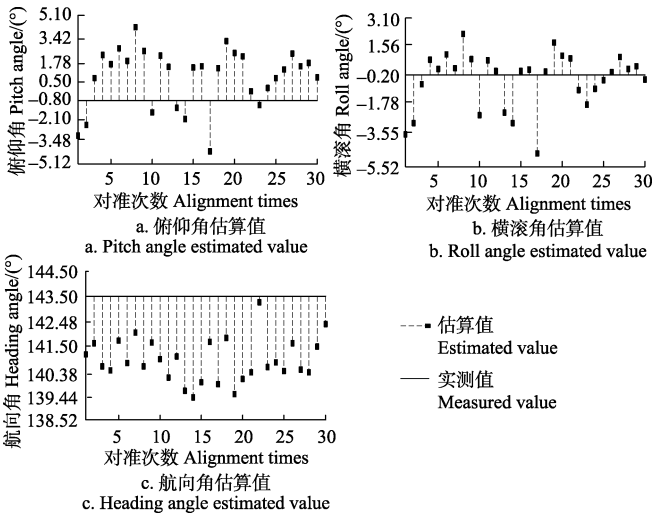 俯仰角 Pitch angle/(°)
5.10
3.42
1.78
0.50
−0.80
−2.10
−3.48
−5.12
5 10 15 20 25 30
对准次数 Alignment times
a. 俯仰角估算值
a. Pitch angle estimated value
横滚角 Roll angle/(°)
3.10
1.56
−0.20
−1.78
−3.55
−5.52
5 10 15 20 25 30
对准次数 Alignment times
b. 横滚角估算值
b. Roll angle estimated value
航向角 Heading angle/(°)
144.50
143.50
142.48
141.50
140.38
139.44
138.52
5 10 15 20 25 30
对准次数 Alignment times
c. 航向角估算值
c. Heading angle estimated value
估算值
Estimated value
实测值
Measured value